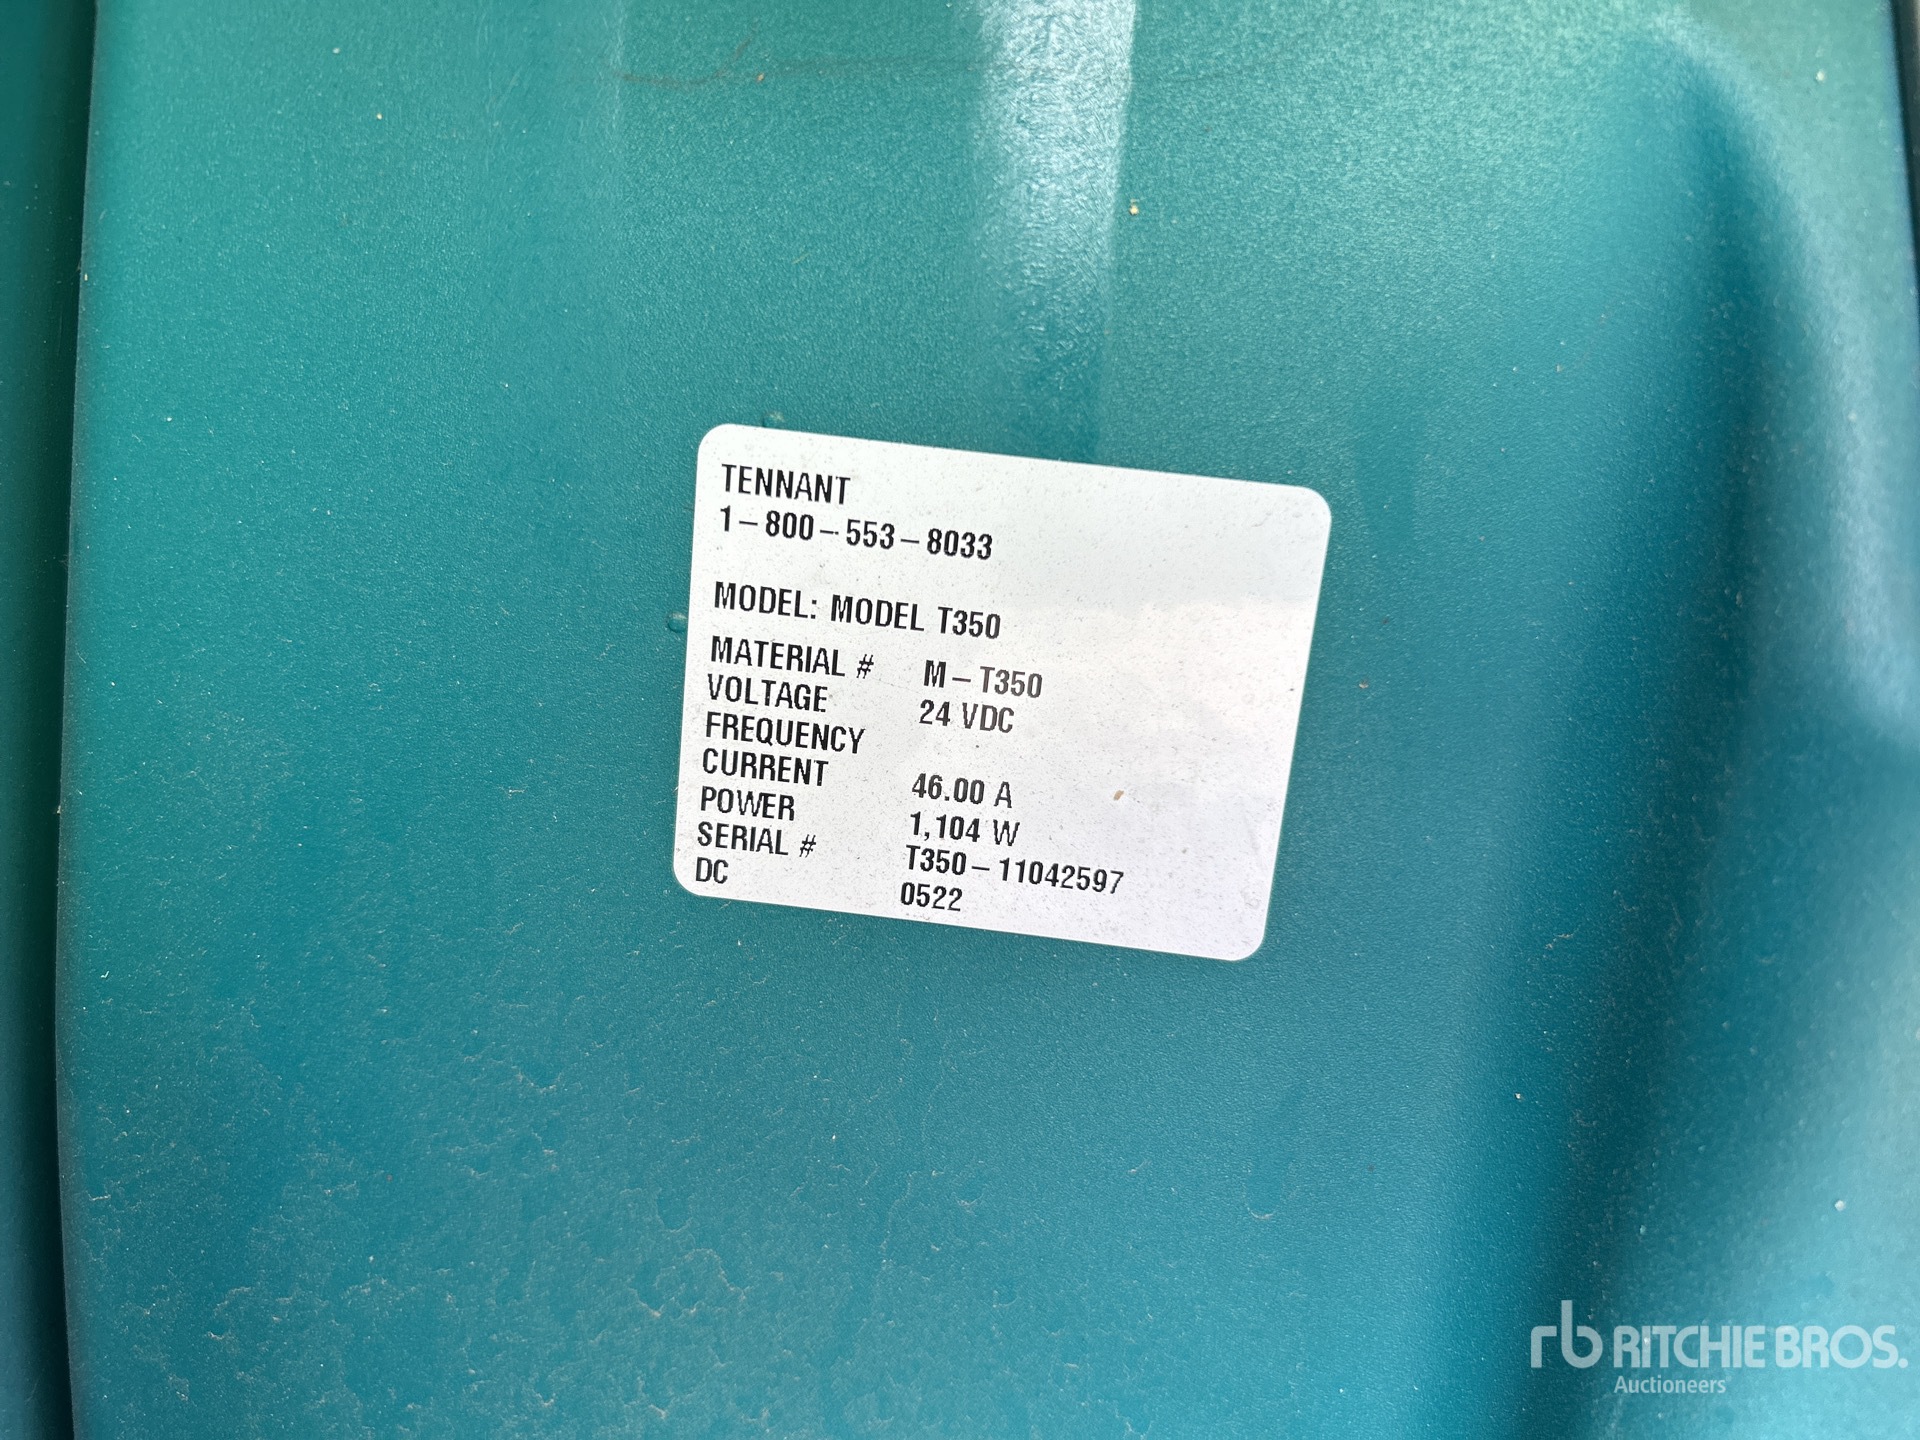 TENNANT
1-800-553-8033
MODEL: MODEL T350
MATERIAL # M-T350
VOLTAGE 24 VDC
FREQUENCY
CURRENT 46.00 A
POWER 1,104 W
SERIAL # T350-11042597
DC 0522
rb RITCHIE BROS.
Auctioneers